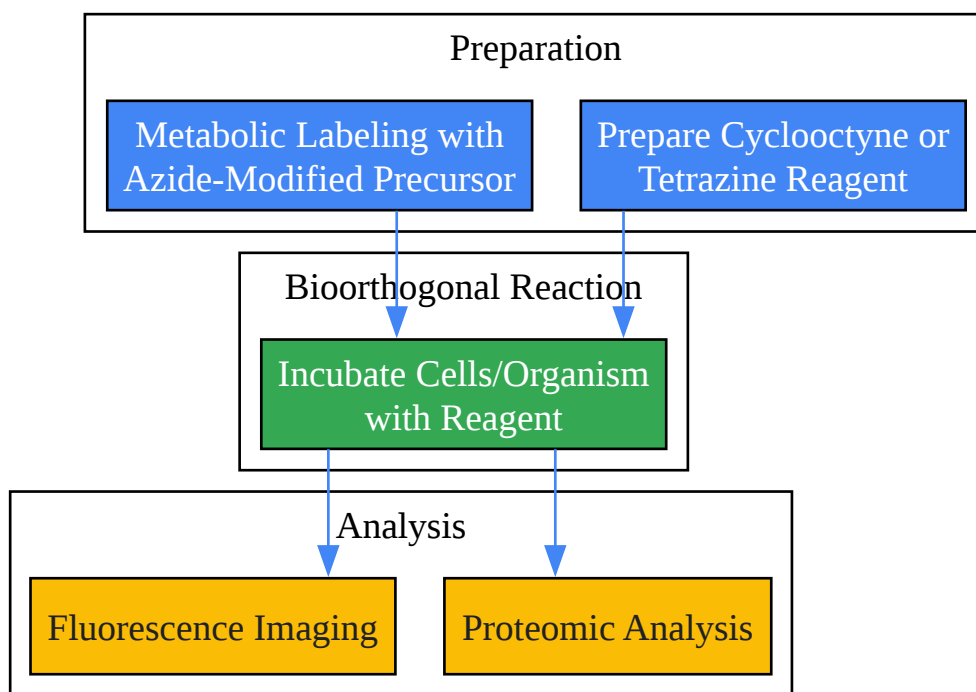 Preparation
Metabolic Labeling with
Azide-Modified Precursor
Prepare Cyclooctyne or
Tetrazine Reagent
Bioorthogonal Reaction
Incubate Cells/Organism
with Reagent
Analysis
Fluorescence Imaging
Proteomic Analysis